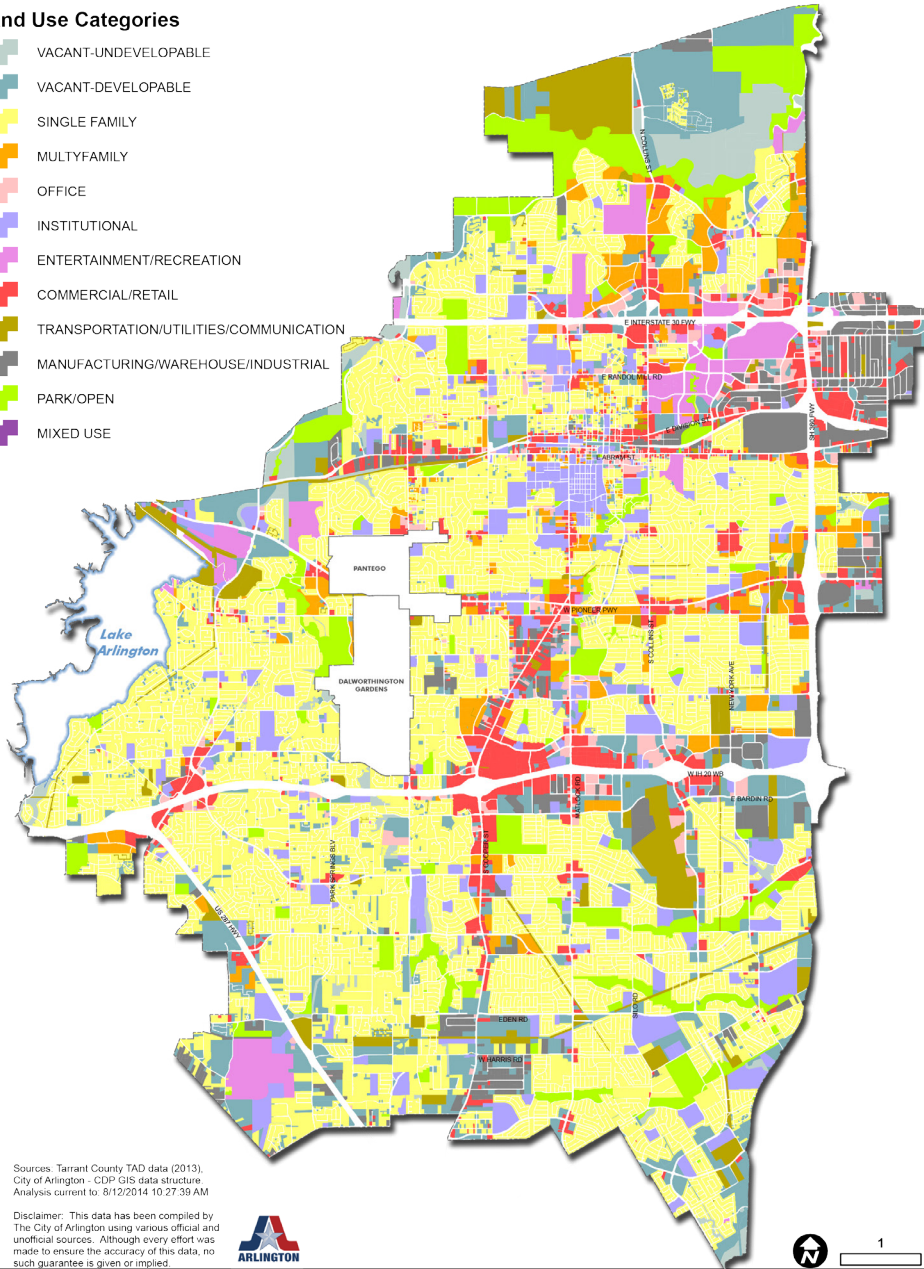 nd Use Categories
VACANT-UNDEVELOPABLE
VACANT-DEVELOPABLE
SINGLE FAMILY
MULTYFAMILY
OFFICE
INSTITUTIONAL
ENTERTAINMENT/RECREATION
COMMERCIAL/RETAIL
TRANSPORTATION/UTILITIES/COMMUNICATION
MANUFACTURING/WAREHOUSE/INDUSTRIAL
PARK/OPEN
MIXED USE
N COLLINS ST
E INTERSTATE 30 FWY
E RANDOL MILL RD
E DIVISION ST
SH 360 FWY
E ABRAM ST
PANTEGO
W PIONEER PWY
Lake
Arlington
S COLLINS ST
DALWORTHINGTON
GARDENS
NEW YORK AVE
W IH 20 WB
MATLOCK RD
E BARDIN RD
S COOPER ST
PARK SPRINGS BLV
US 287 HWY
SILO RD
EDEN RD
W HARRIS RD
Sources: Tarrant County TAD data (2013),
City of Arlington - CDP GIS data structure.
Analysis current to: 8/12/2014 10:27:39 AM
Disclaimer: This data has been compiled by
The City of Arlington using various official and
unofficial sources. Although every effort was
made to ensure the accuracy of this data, no
such guarantee is given or implied.
ARLINGTON
N
1